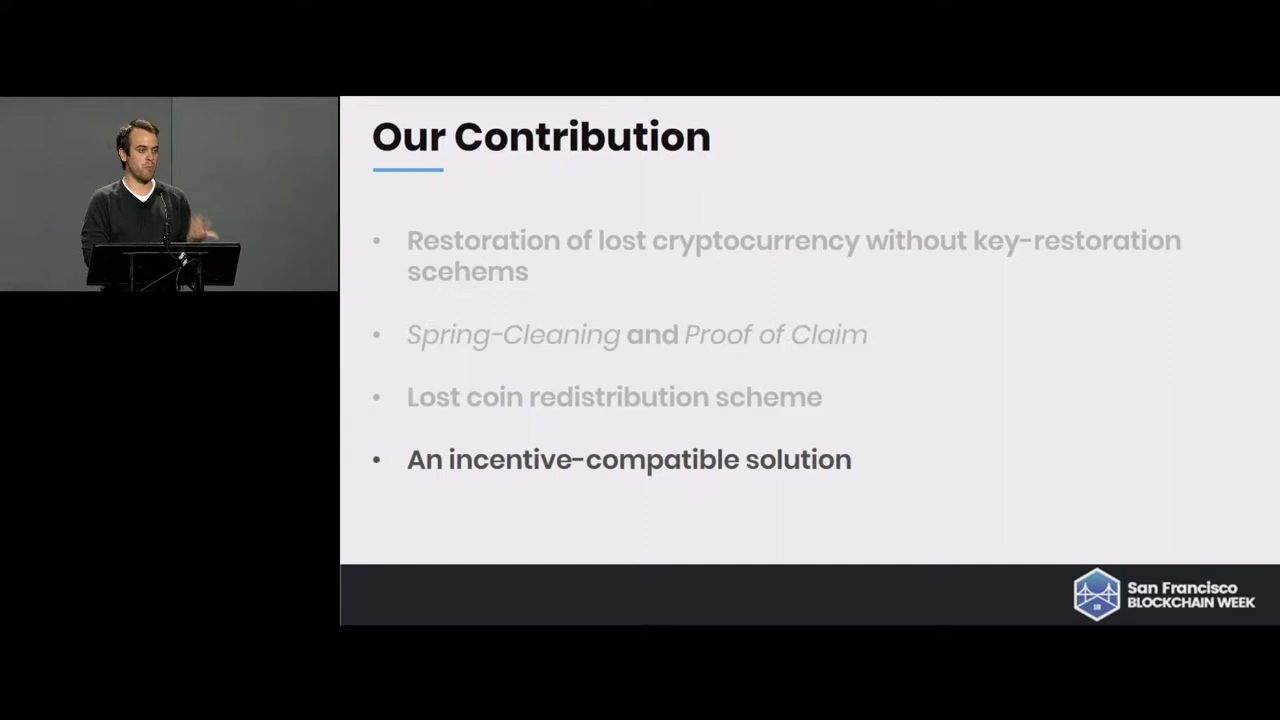 Our Contribution
• Restoration of lost cryptocurrency without key-restoration
scehems
• Spring-Cleaning and Proof of Claim
• Lost coin redistribution scheme
• An incentive-compatible solution
18
San Francisco
BLOCKCHAIN WEEK